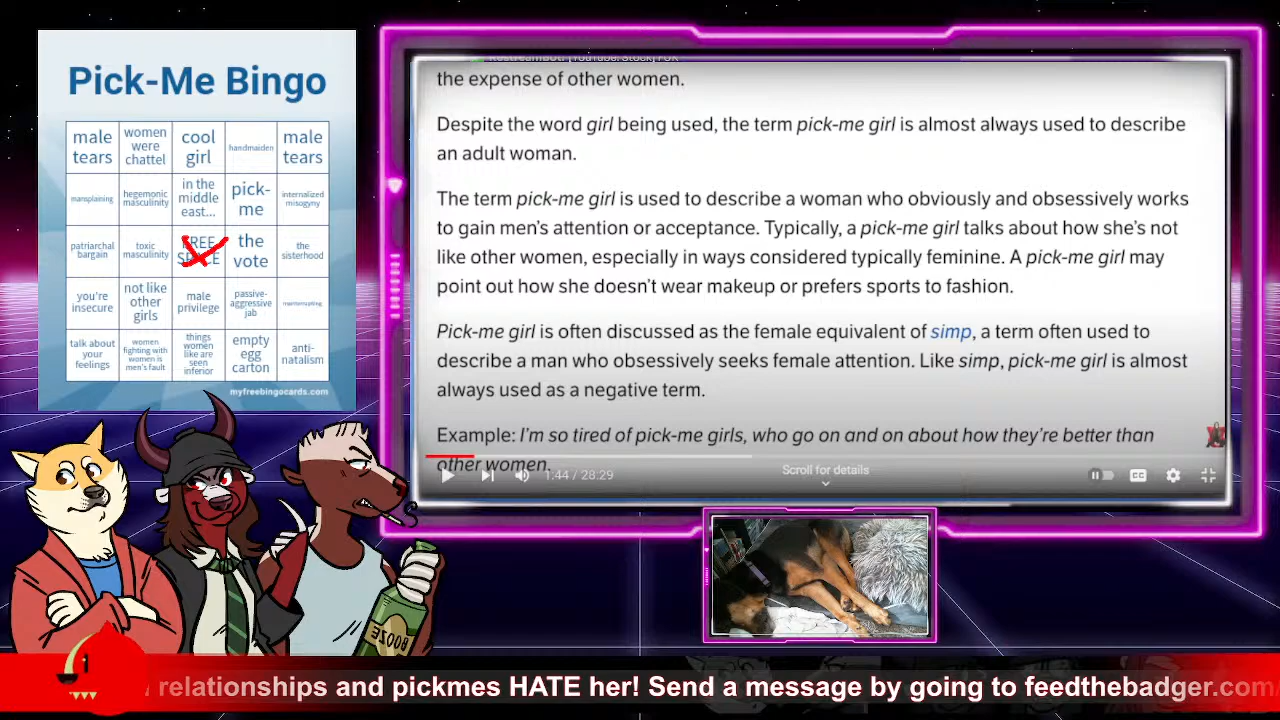 Pick-Me Bingo
male tears
women were chattel
cool girl
handmaiden
male tears
mansplaining
hegemonic masculinity
in the middle east...
pick-me
internalized misogyny
patriarchal bargain
toxic masculinity
FREE SPACE
the vote
the sisterhood
you're insecure
not like other girls
male privilege
passive-aggressive jab
manterrupting
talk about your feelings
women fighting with women is men's fault
things women like are seen inferior
empty egg carton
anti-natalism
myfreebingocards.com
the expense of other women.
Despite the word girl being used, the term pick-me girl is almost always used to describe
an adult woman.
The term pick-me girl is used to describe a woman who obviously and obsessively works
to gain men's attention or acceptance. Typically, a pick-me girl talks about how she's not
like other women, especially in ways considered typically feminine. A pick-me girl may
point out how she doesn't wear makeup or prefers sports to fashion.
Pick-me girl is often discussed as the female equivalent of simp, a term often used to
describe a man who obsessively seeks female attention. Like simp, pick-me girl is almost
always used as a negative term.
Example: I'm so tired of pick-me girls, who go on and on about how they're better than
other women.
1:44 / 28:29
Scroll for details
CC
BOOZE
relationships and pickmes HATE her! Send a message by going to feedthebadger.com/